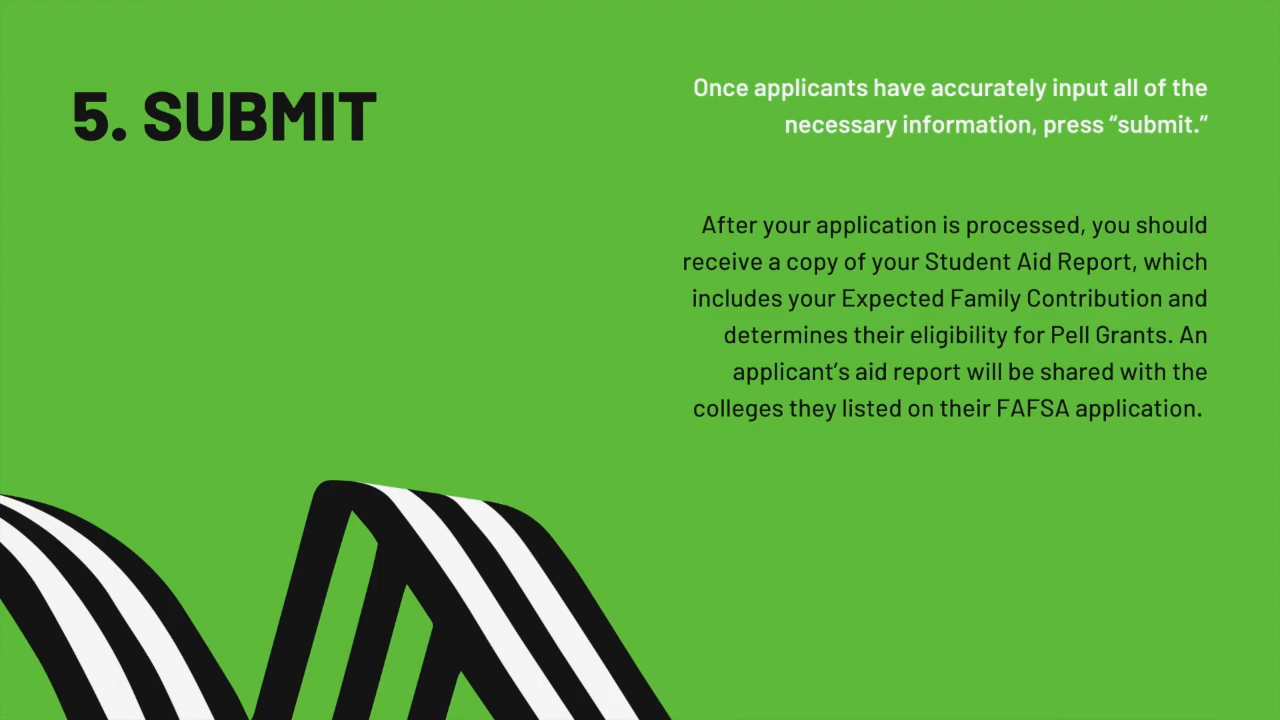 5. SUBMIT
Once applicants have accurately input all of the
necessary information, press “submit.”
After your application is processed, you should
receive a copy of your Student Aid Report, which
includes your Expected Family Contribution and
determines their eligibility for Pell Grants. An
applicant’s aid report will be shared with the
colleges they listed on their FAFSA application.